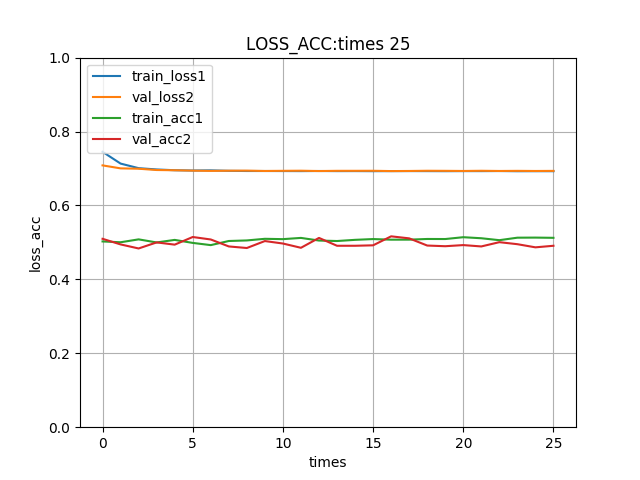 LOSS_ACC:times 25
1.0
0.8
0.6
0.4
0.2
0.0
loss_acc
train_loss1
val_loss2
train_acc1
val_acc2
0 5 10 15 20 25
times